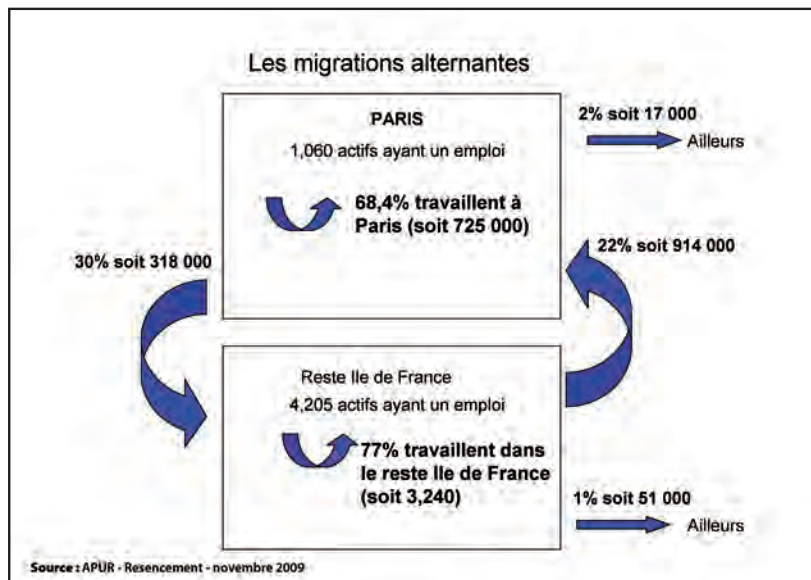 Les migrations alternantes
PARIS
1,060 actifs ayant un emploi
68,4% travaillent à
Paris (soit 725 000)
2% soit 17 000
Ailleurs
30% soit 318 000
22% soit 914 000
Reste Ile de France
4,205 actifs ayant un emploi
77% travaillent dans
le reste Ile de France
(soit 3,240)
1% soit 51 000
Ailleurs
Source : APUR - Resencement - novembre 2009